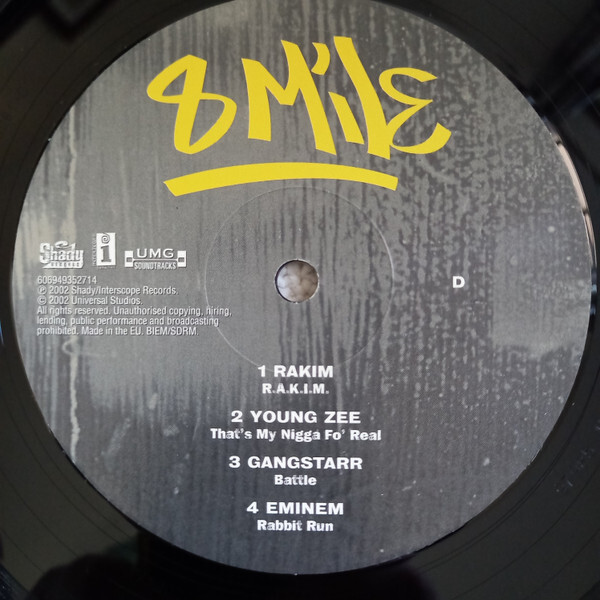 8 Mile
Shady
RECORDS
INTERSCOPE
i
UMG
SOUNDTRACKS
606949352714
℗ 2002 Shady/Interscope Records.
© 2002 Universal Studios.
All rights reserved. Unauthorised copying, hiring,
lending, public performance and broadcasting
prohibited. Made in the EU. BIEM/SDRM.
D
1 RAKIM
R.A.K.I.M.
2 YOUNG ZEE
That's My Nigga Fo' Real
3 GANGSTARR
Battle
4 EMINEM
Rabbit Run